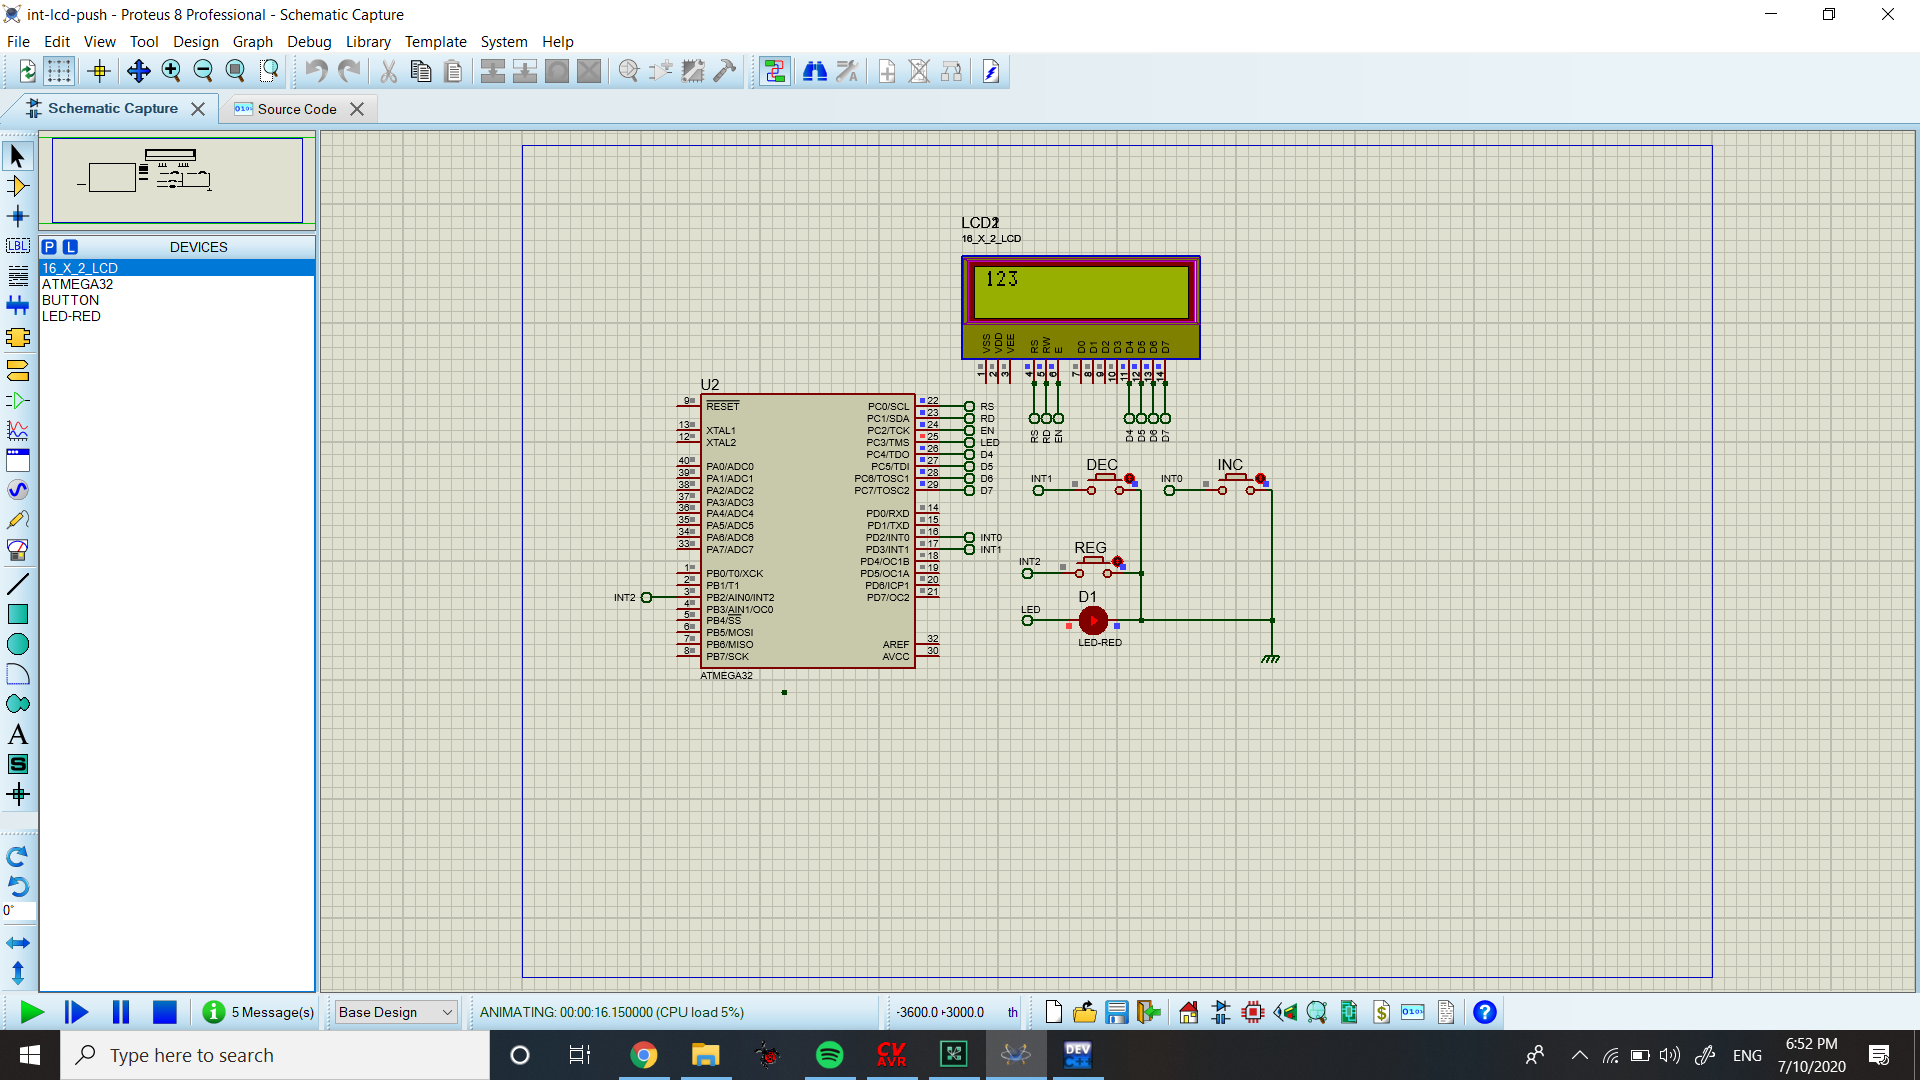 int-lcd-push - Proteus 8 Professional - Schematic Capture
File Edit View Tool Design Graph Debug Library Template System Help
Schematic Capture
Source Code
P L DEVICES
16_X_2_LCD
ATMEGA32
BUTTON
LED-RED
LBL
A
S
0°
16_X_2_LCD
123
VSS VDD VEE RS RW E D0 D1 D2 D3 D4 D5 D6 D7
1 2 3 4 5 6 7 8 9 10 11 12 13 14
RS RD EN D4 D5 D6 D7
U2
9 RESET
13 XTAL1
12 XTAL2
40 PA0/ADC0
39 PA1/ADC1
38 PA2/ADC2
37 PA3/ADC3
36 PA4/ADC4
35 PA5/ADC5
34 PA6/ADC6
33 PA7/ADC7
1 PB0/T0/XCK
2 PB1/T1
INT2 3 PB2/AIN0/INT2
4 PB3/AIN1/OC0
5 PB4/SS
6 PB5/MOSI
7 PB6/MISO
8 PB7/SCK
PC0/SCL 22 RS
PC1/SDA 23 RD
PC2/TCK 24 EN
PC3/TMS 25 LED
PC4/TDO 26 D4
PC5/TDI 27 D5
PC6/TOSC1 28 D6
PC7/TOSC2 29 D7
PD0/RXD 14
PD1/TXD 15
PD2/INT0 16 INT0
PD3/INT1 17 INT1
PD4/OC1B 18
PD5/OC1A 19
PD6/ICP1 20
PD7/OC2 21
AREF 32
AVCC 30
ATMEGA32
DEC
INT1
INC
INT0
REG
INT2
D1
LED
LED-RED
5 Message(s)
Base Design
ANIMATING: 00:00:16.150000 (CPU load 5%)
-3600.0 +3000.0 th
Type here to search
CV
AVR
DEV
C++
ENG
6:52 PM
7/10/2020